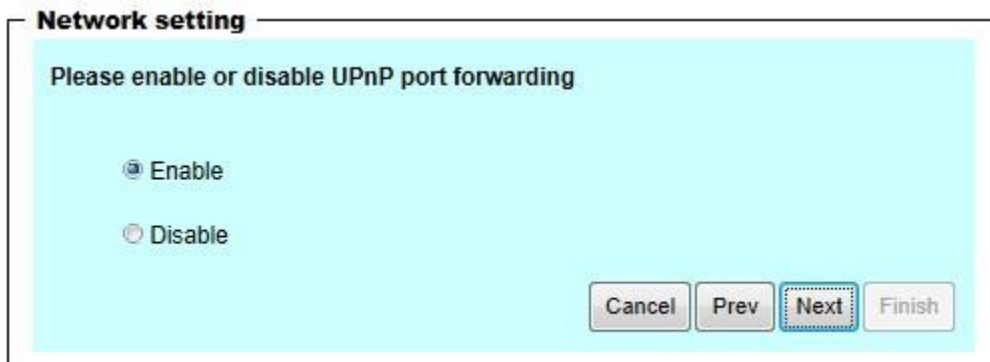 Network setting
Please enable or disable UPnP port forwarding
Enable
Disable
Cancel Prev Next Finish